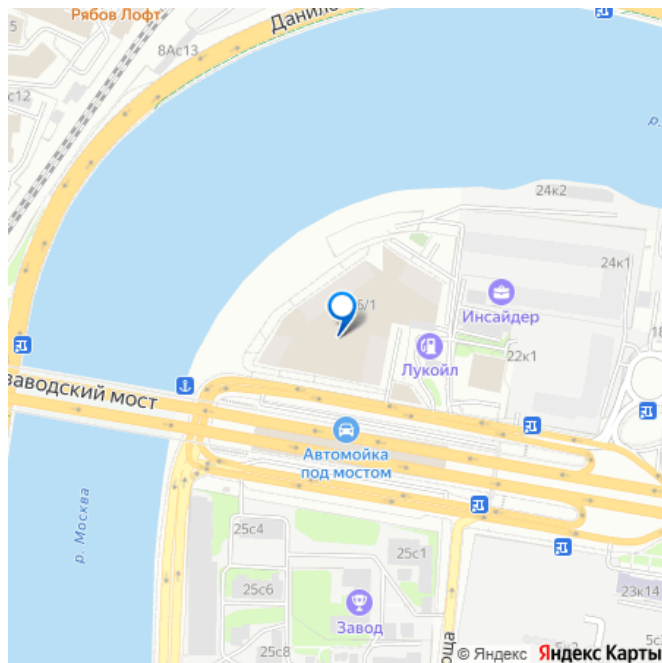 Рябов Лофт
5
Данило
8Ас13
с12
р.
24к2
24к1
6/1
Инсайдер
18
Лукойл
22к1
заводский мост
Автомойка
под мостом
р. Москва
25с4
25с1
25с6
23к14
Завод
25с8
© Яндекс Яндекс Карты